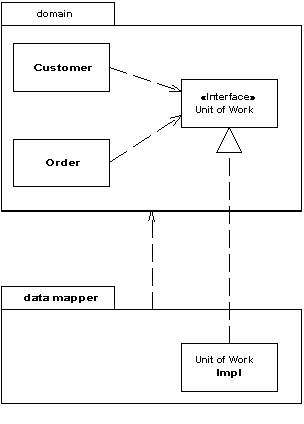 domain
Customer
«Interface»
Unit of Work
Order
data mapper
Unit of Work
Impl